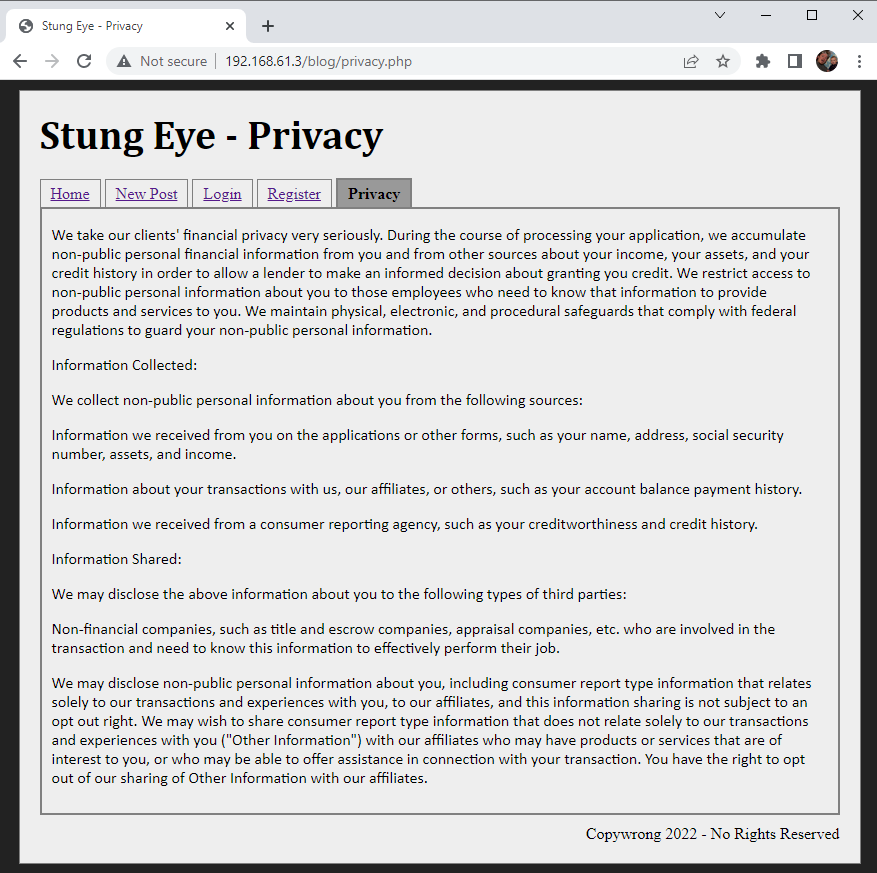 Stung Eye - Privacy
Not secure
192.168.61.3/blog/privacy.php
Stung Eye - Privacy
Home
New Post
Login
Register
Privacy
We take our clients' financial privacy very seriously. During the course of processing your application, we accumulate
non-public personal financial information from you and from other sources about your income, your assets, and your
credit history in order to allow a lender to make an informed decision about granting you credit. We restrict access to
non-public personal information about you to those employees who need to know that information to provide
products and services to you. We maintain physical, electronic, and procedural safeguards that comply with federal
regulations to guard your non-public personal information.
Information Collected:
We collect non-public personal information about you from the following sources:
Information we received from you on the applications or other forms, such as your name, address, social security
number, assets, and income.
Information about your transactions with us, our affiliates, or others, such as your account balance payment history.
Information we received from a consumer reporting agency, such as your creditworthiness and credit history.
Information Shared:
We may disclose the above information about you to the following types of third parties:
Non-financial companies, such as title and escrow companies, appraisal companies, etc. who are involved in the
transaction and need to know this information to effectively perform their job.
We may disclose non-public personal information about you, including consumer report type information that relates
solely to our transactions and experiences with you, to our affiliates, and this information sharing is not subject to an
opt out right. We may wish to share consumer report type information that does not relate solely to our transactions
and experiences with you ("Other Information") with our affiliates who may have products or services that are of
interest to you, or who may be able to offer assistance in connection with your transaction. You have the right to opt
out of our sharing of Other Information with our affiliates.
Copywrong 2022 - No Rights Reserved